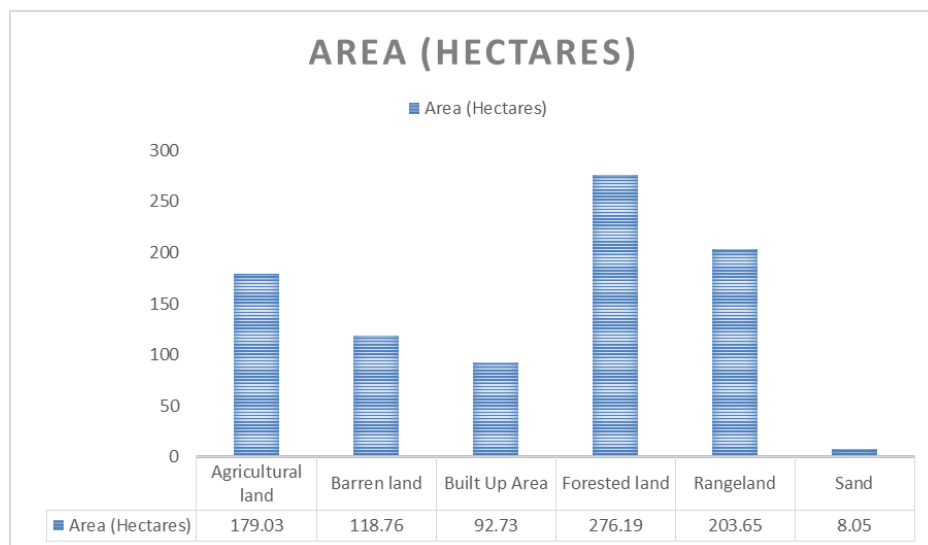 AREA (HECTARES)
Area (Hectares)
300
250
200
150
100
50
0
Agricultural land Barren land Built Up Area Forested land Rangeland Sand
Area (Hectares) 179.03 118.76 92.73 276.19 203.65 8.05